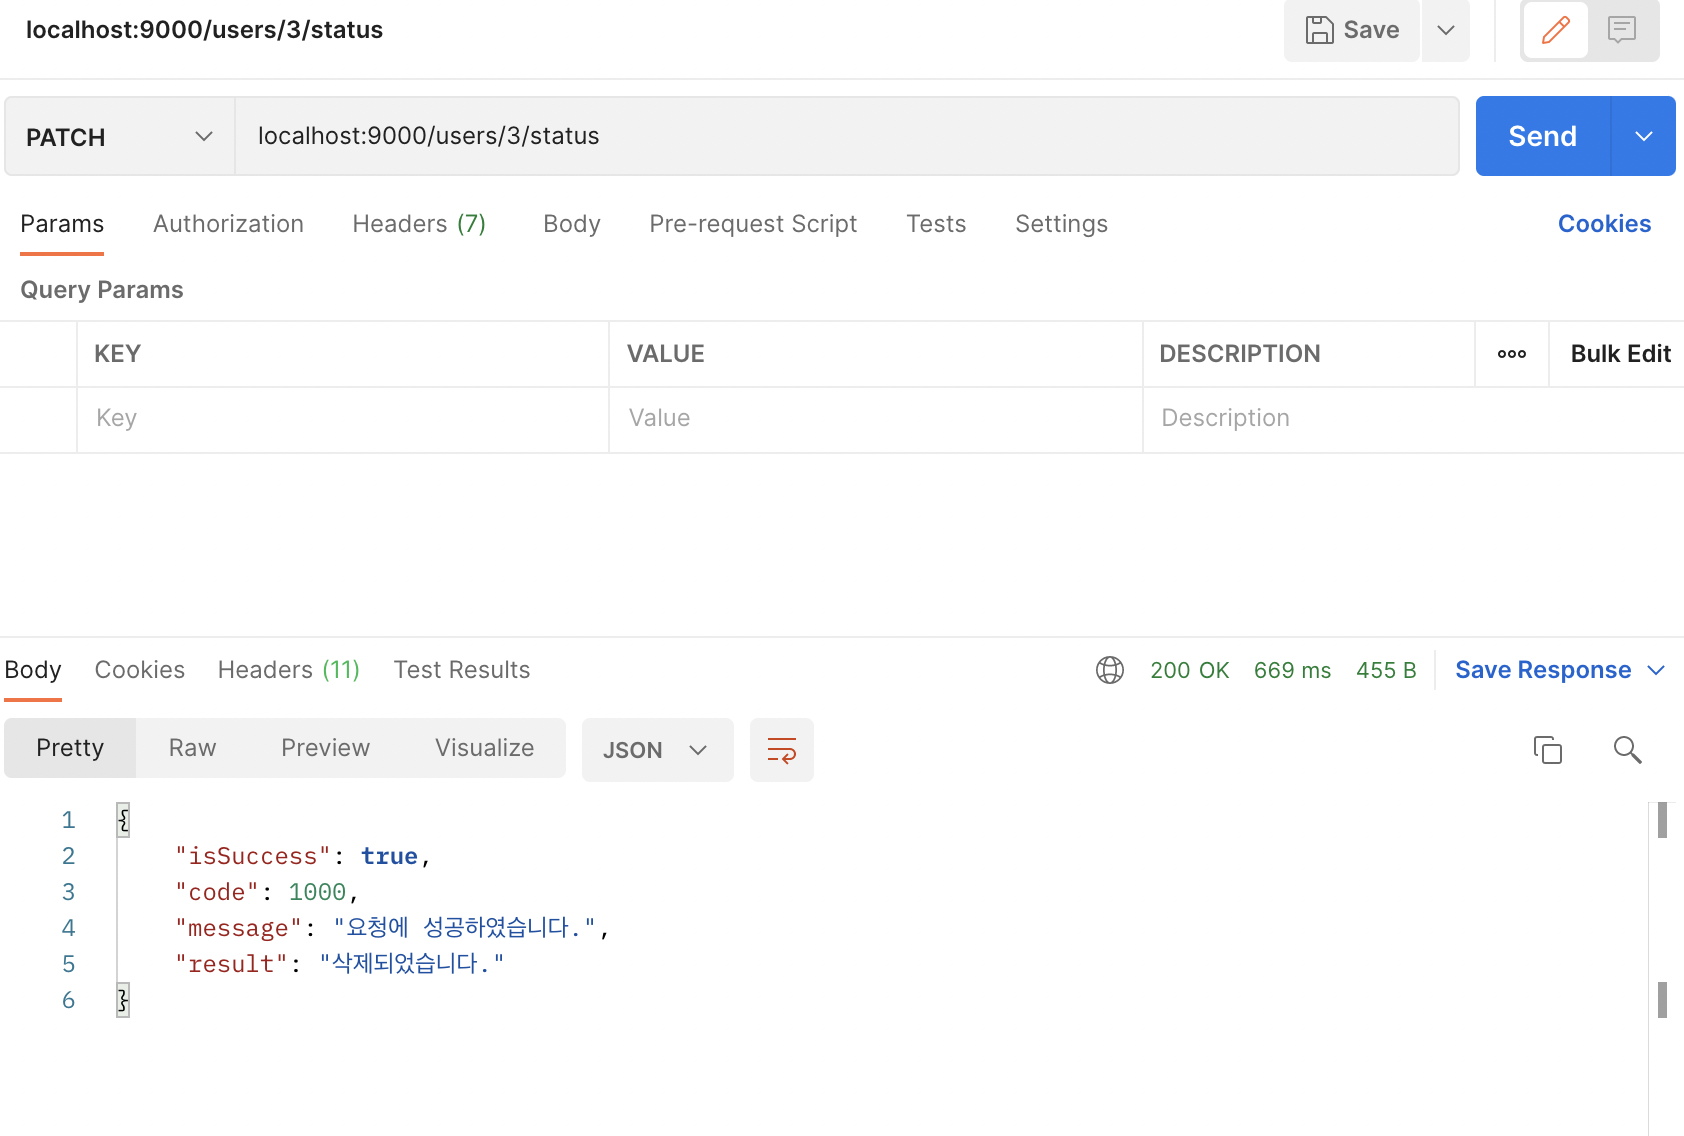 localhost:9000/users/3/status
Save
PATCH
localhost:9000/users/3/status
Send
Params Authorization Headers (7) Body Pre-request Script Tests Settings Cookies
Query Params
KEY VALUE DESCRIPTION ooo Bulk Edit
Key Value Description
Body Cookies Headers (11) Test Results 200 OK 669 ms 455 B Save Response
Pretty Raw Preview Visualize JSON
1 {
2 "isSuccess": true,
3 "code": 1000,
4 "message": "요청에 성공하였습니다.",
5 "result": "삭제되었습니다."
6 }